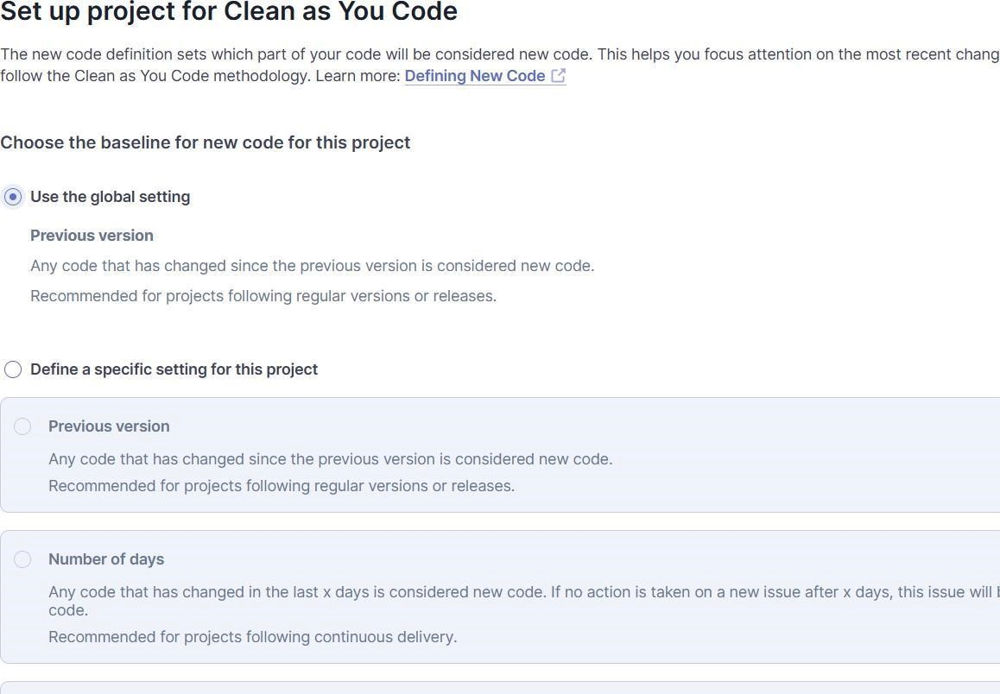 Set up project for Clean as You Code
The new code definition sets which part of your code will be considered new code. This helps you focus attention on the most recent
follow the Clean as You Code methodology. Learn more: Defining New Code
Choose the baseline for new code for this project
Use the global setting
Previous version
Any code that has changed since the previous version is considered new code.
Recommended for projects following regular versions or releases.
Define a specific setting for this project
Previous version
Any code that has changed since the previous version is considered new code.
Recommended for projects following regular versions or releases.
Number of days
Any code that has changed in the last x days is considered new code. If no action is taken on a new issue after x days, this issue will
code.
Recommended for projects following continuous delivery.